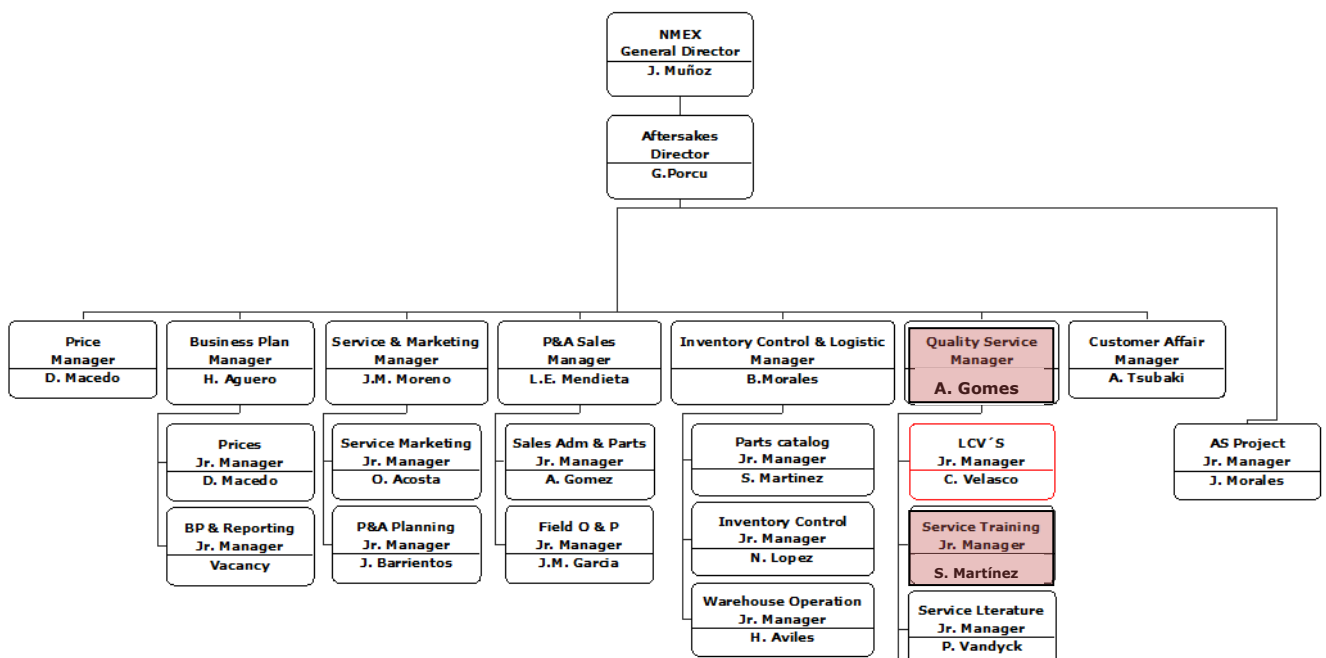 NMEX
General Director
J. Muñoz
Aftersakes
Director
G.Porcu
Price
Manager
D. Macedo
Business Plan
Manager
H. Aguero
Service & Marketing
Manager
J.M. Moreno
P&A Sales
Manager
L.E. Mendieta
Inventory Control & Logistic
Manager
B.Morales
Quality Service
Manager
A. Gomes
Customer Affair
Manager
A. Tsubaki
Prices
Jr. Manager
D. Macedo
Service Marketing
Jr. Manager
O. Acosta
Sales Adm & Parts
Jr. Manager
A. Gomez
Parts catalog
Jr. Manager
S. Martinez
LCV´S
Jr. Manager
C. Velasco
AS Project
Jr. Manager
J. Morales
BP & Reporting
Jr. Manager
Vacancy
P&A Planning
Jr. Manager
J. Barrientos
Field O & P
Jr. Manager
J.M. Garcia
Inventory Control
Jr. Manager
N. Lopez
Service Training
Jr. Manager
S. Martínez
Warehouse Operation
Jr. Manager
H. Aviles
Service Lterature
Jr. Manager
P. Vandyck